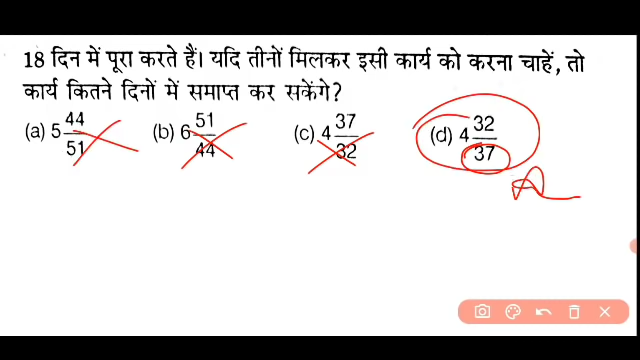 18 दिन में पूरा करते हैं। यदि तीनों मिलकर इसी कार्य को करना चाहें, तो
कार्य कितने दिनों में समाप्त कर सकेंगे?
(a) 5 44/51 (b) 6 51/44 (c) 4 37/32 (d) 4 32/37